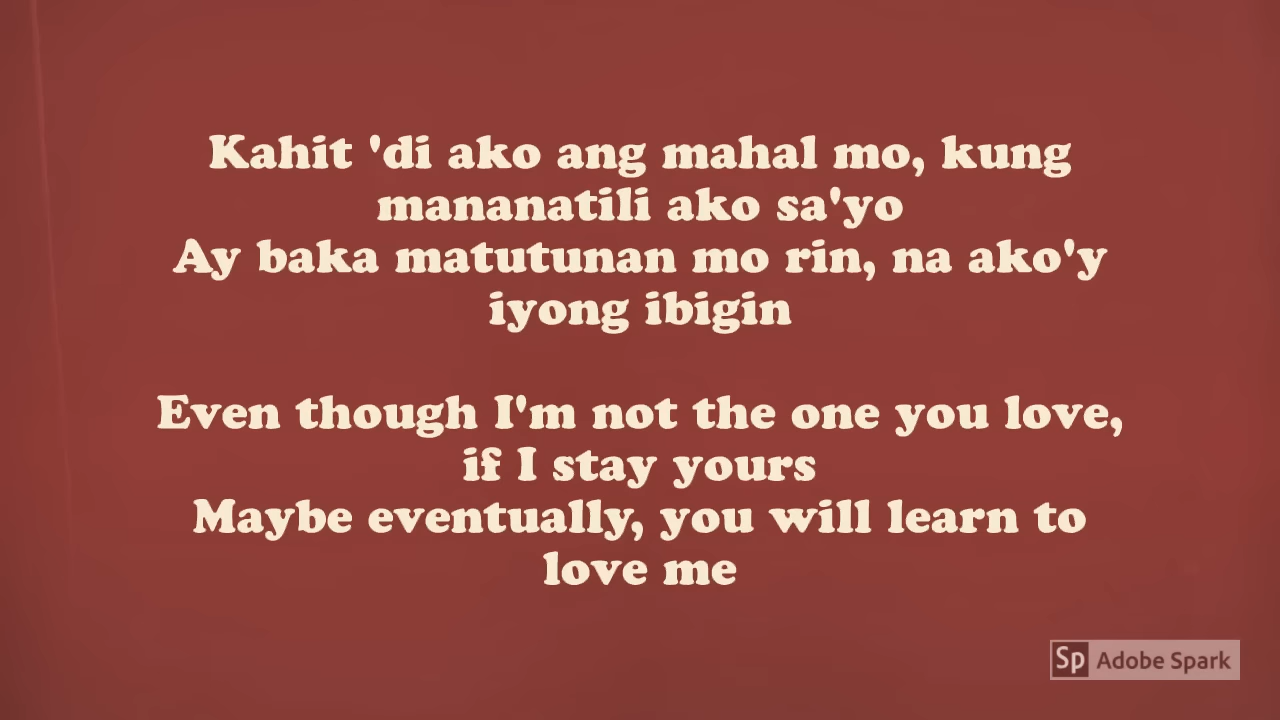 Kahit 'di ako ang mahal mo, kung
mananatili ako sa'yo
Ay baka matutunan mo rin, na ako'y
iyong ibigin
Even though I'm not the one you love,
if I stay yours
Maybe eventually, you will learn to
love me
Sp Adobe Spark